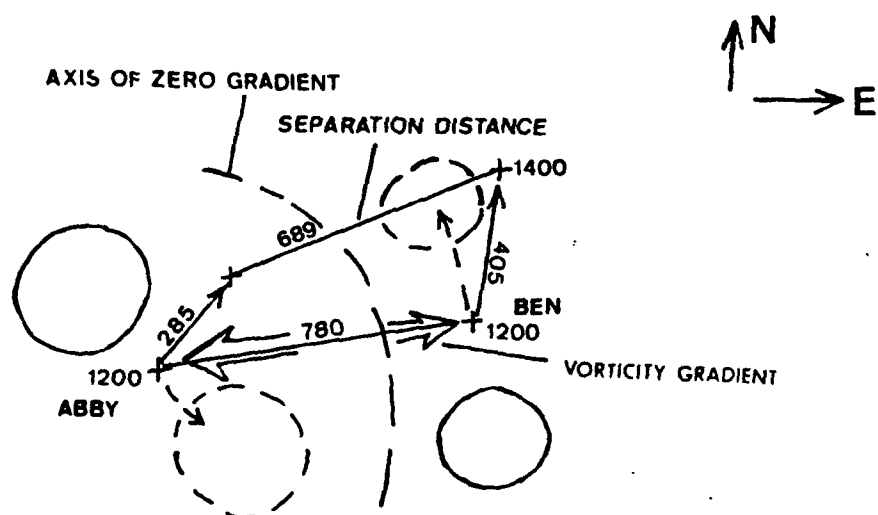 N
E
AXIS OF ZERO GRADIENT
SEPARATION DISTANCE
1400
689
405
285
780
BEN
1200
1200
ABBY
VORTICITY GRADIENT